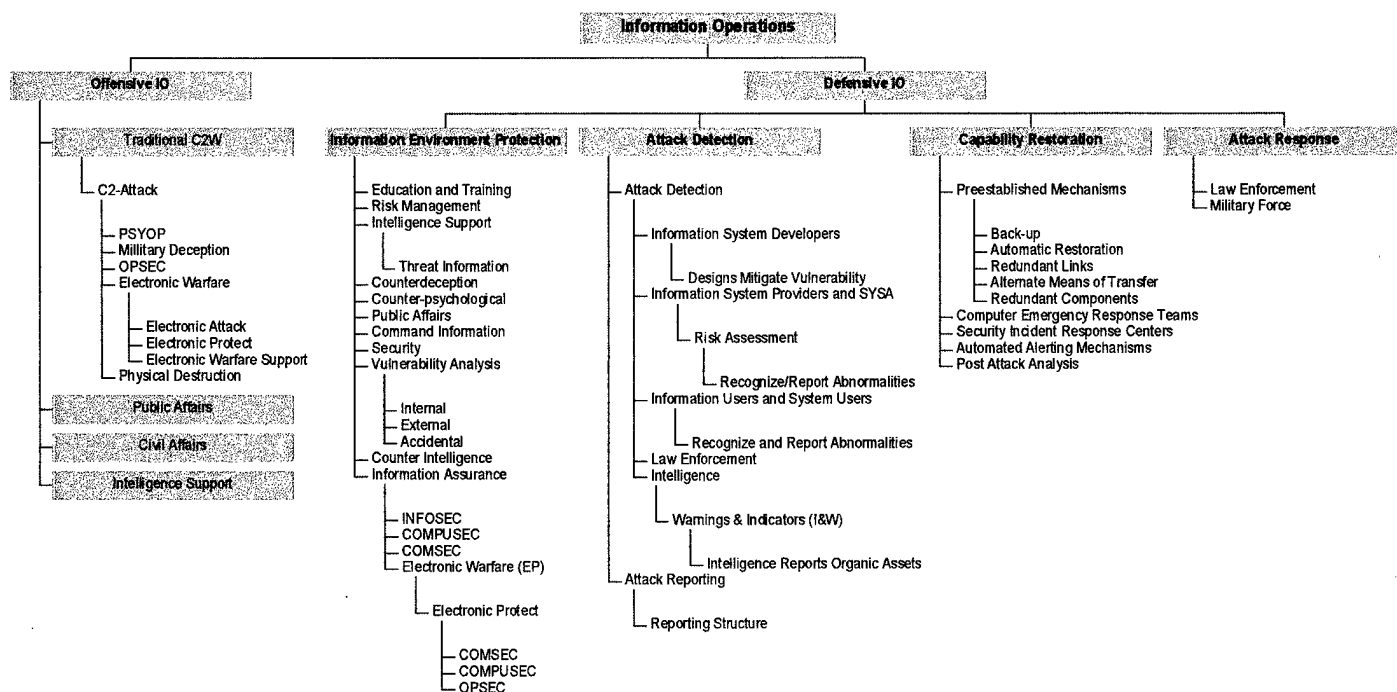 Information Operations
Offensive IO
Defensive IO
Traditional C2W
C2-Attack
PSYOP
Military Deception
OPSEC
Electronic Warfare
Electronic Attack
Electronic Protect
Electronic Warfare Support
Physical Destruction
Public Affairs
Civil Affairs
Intelligence Support
Information Environment Protection
Education and Training
Risk Management
Intelligence Support
Threat Information
Counterdeception
Counter-psychological
Public Affairs
Command Information
Security
Vulnerability Analysis
Internal
External
Accidental
Counter Intelligence
Information Assurance
INFOSEC
COMPUSEC
COMSEC
Electronic Warfare (EP)
Electronic Protect
COMSEC
COMPUSEC
OPSEC
Attack Detection
Attack Detection
Information System Developers
Designs Mitigate Vulnerability
Information System Providers and SYSA
Risk Assessment
Recognize/Report Abnormalities
Information Users and System Users
Recognize and Report Abnormalities
Law Enforcement
Intelligence
Warnings & Indicators (I&W)
Intelligence Reports Organic Assets
Attack Reporting
Reporting Structure
Capability Restoration
Preestablished Mechanisms
Back-up
Automatic Restoration
Redundant Links
Alternate Means of Transfer
Redundant Components
Computer Emergency Response Teams
Security Incident Response Centers
Automated Alerting Mechanisms
Post Attack Analysis
Attack Response
Law Enforcement
Military Force